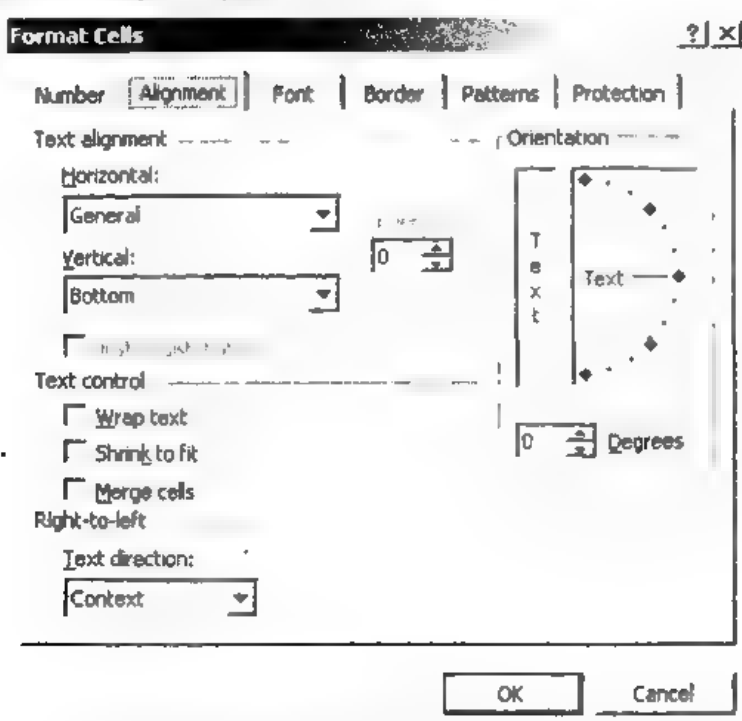 Format Cells ? ×
Number Alignment Font Border Patterns Protection
Text alignment
Orientation
Horizontal:
General
Vertical:
0
Bottom
Text
Text
Text control
Wrap text
Shrink to fit
Merge cells
0 Degrees
Right-to-left
Text direction:
Context
OK Cancel